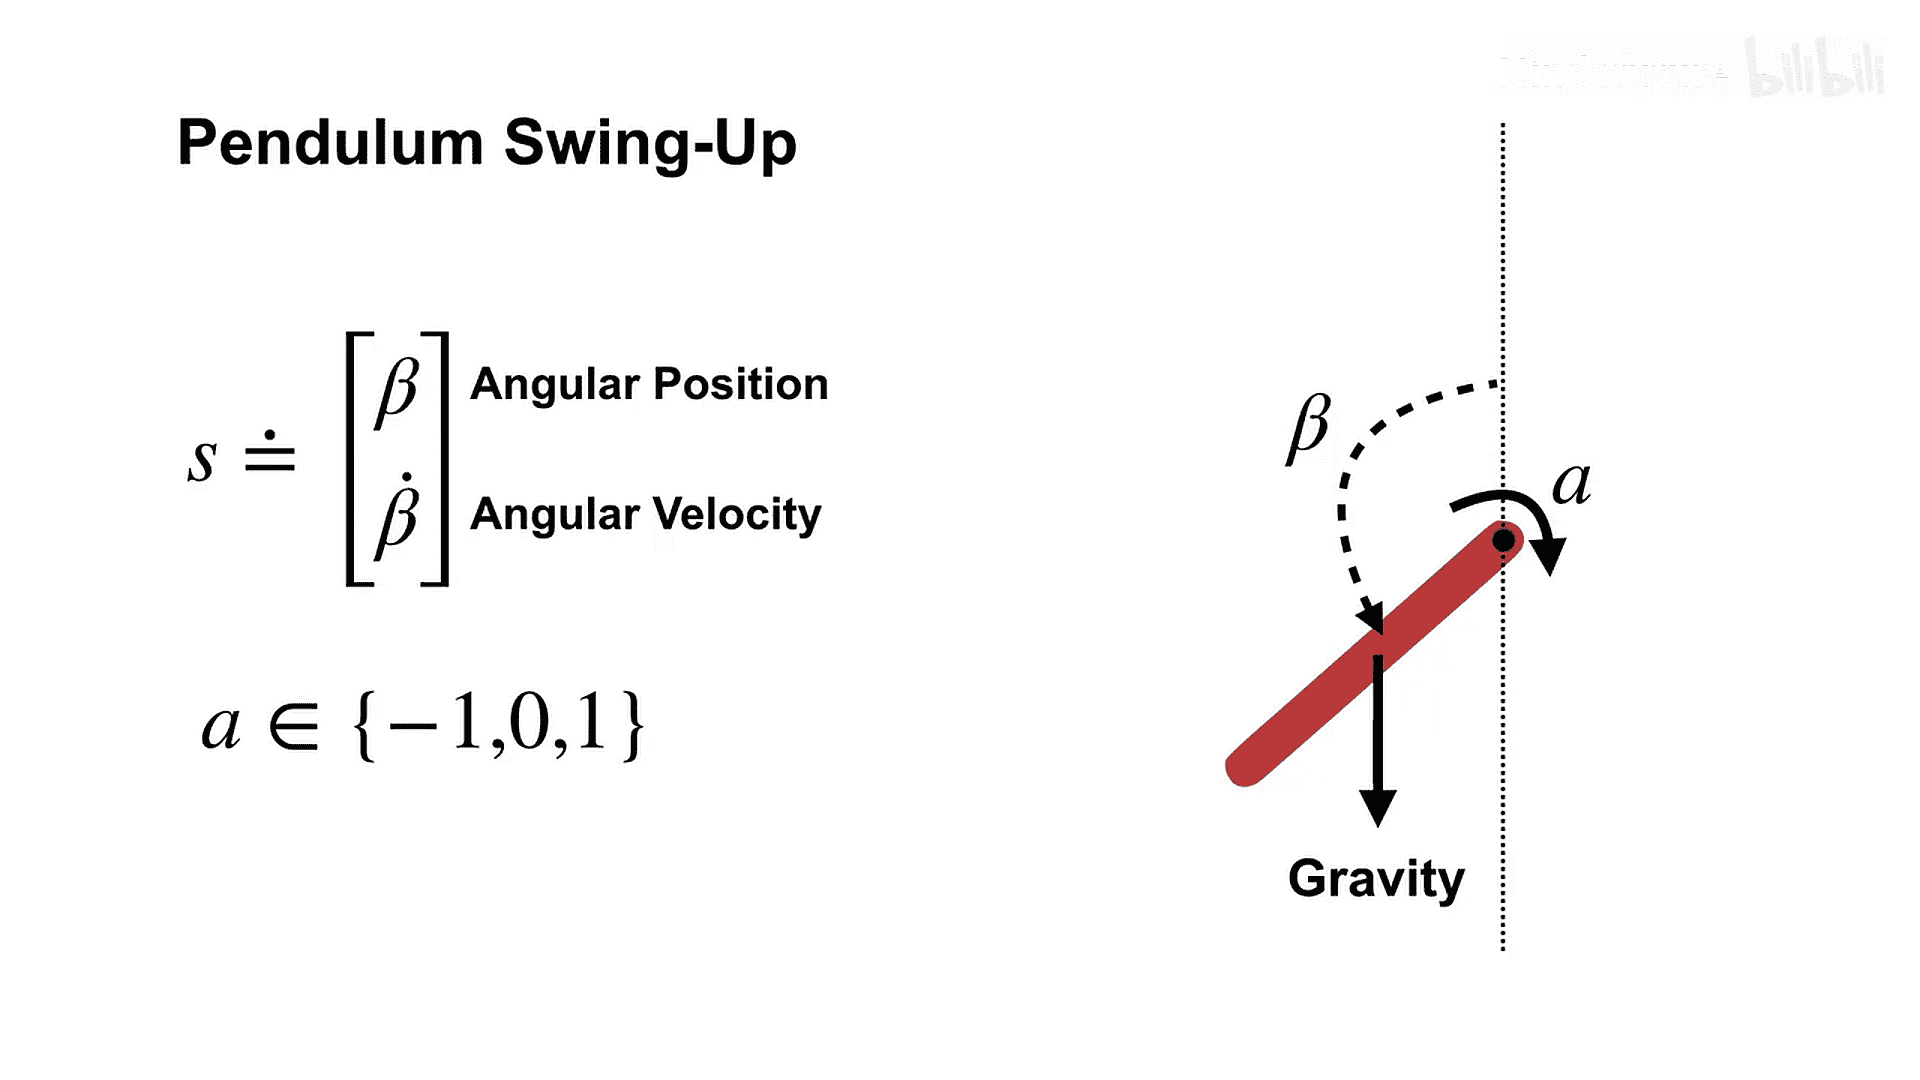 Pendulum Swing-Up
s ≐ [β β̇]
Angular Position
Angular Velocity
a ∈ {−1,0,1}
β
a
Gravity
bilibili